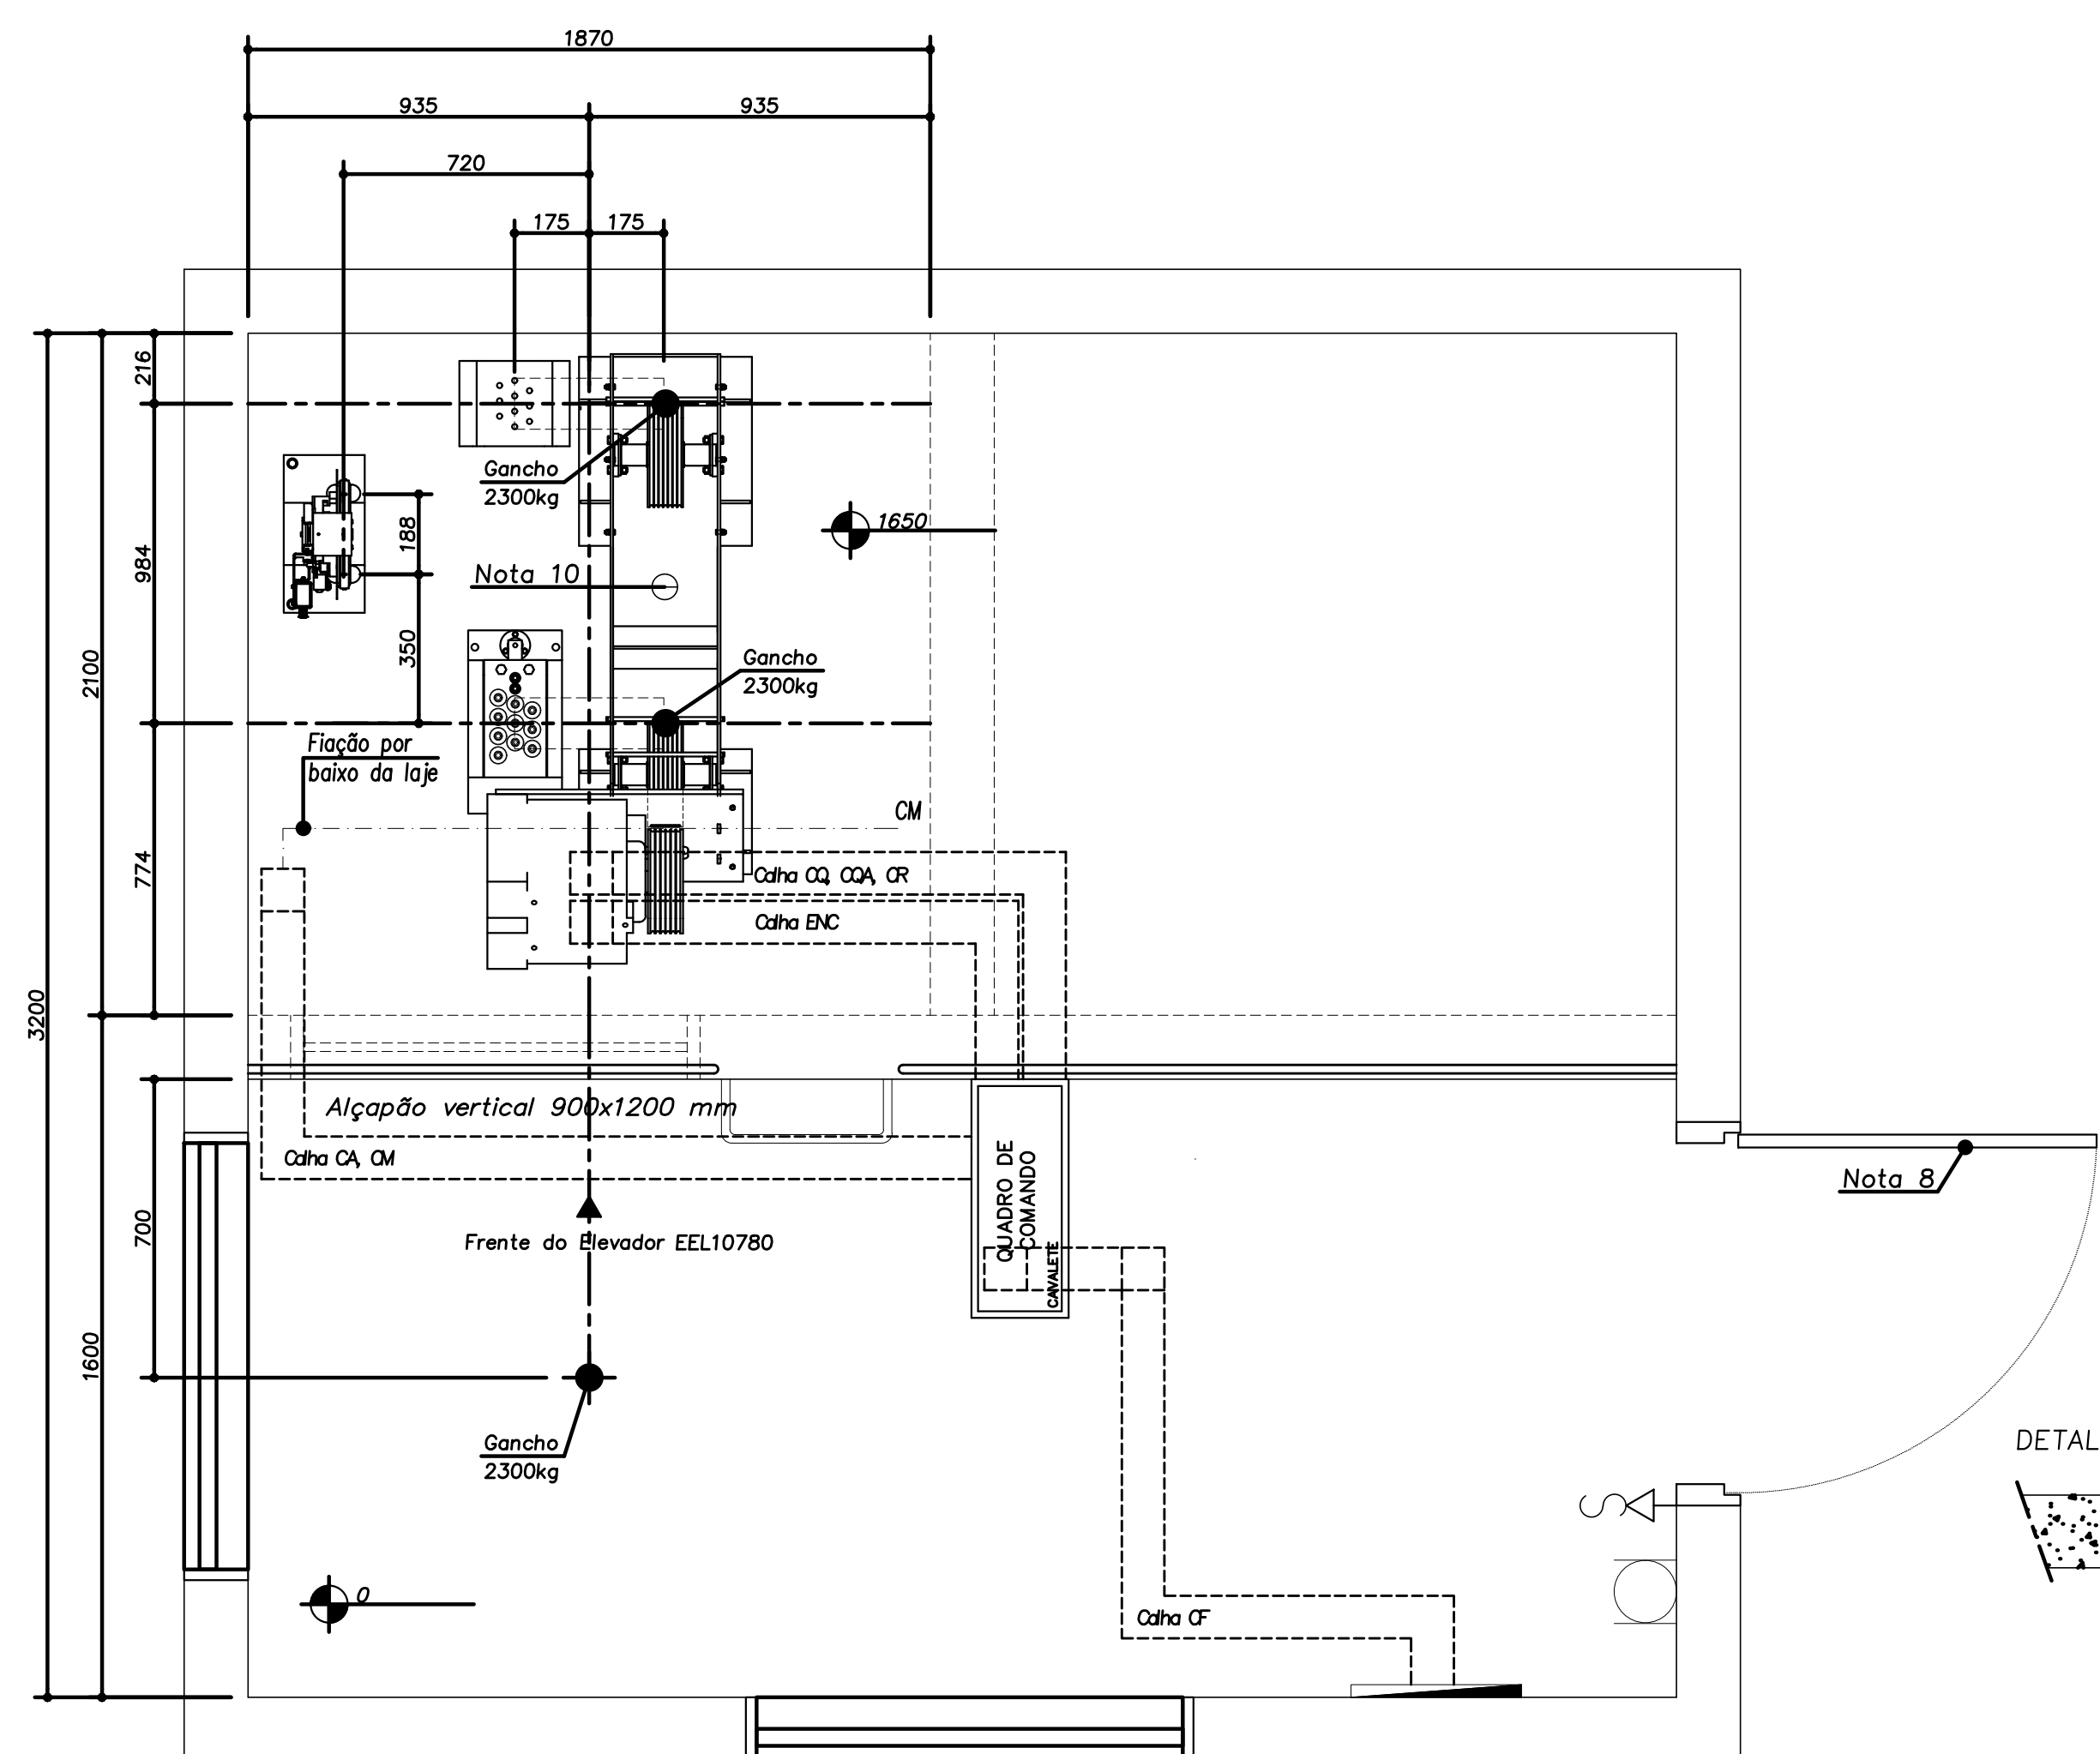 1870
935
935
720
175
175
216
Gancho
2300kg
1650
188
984
Nota 10
350
2100
Gancho
2300kg
Fiação por
baixo da laje
CM
774
Calha CQ, CQA, CR
Calha ENC
3200
Alçapão vertical 900x1200 mm
Calha CA, CM
QUADRO DE
COMANDO
CAVALETE
Nota 8
700
Frente do Elevador EEL10780
1600
Gancho
2300kg
DETAL
S
0
Calha CF